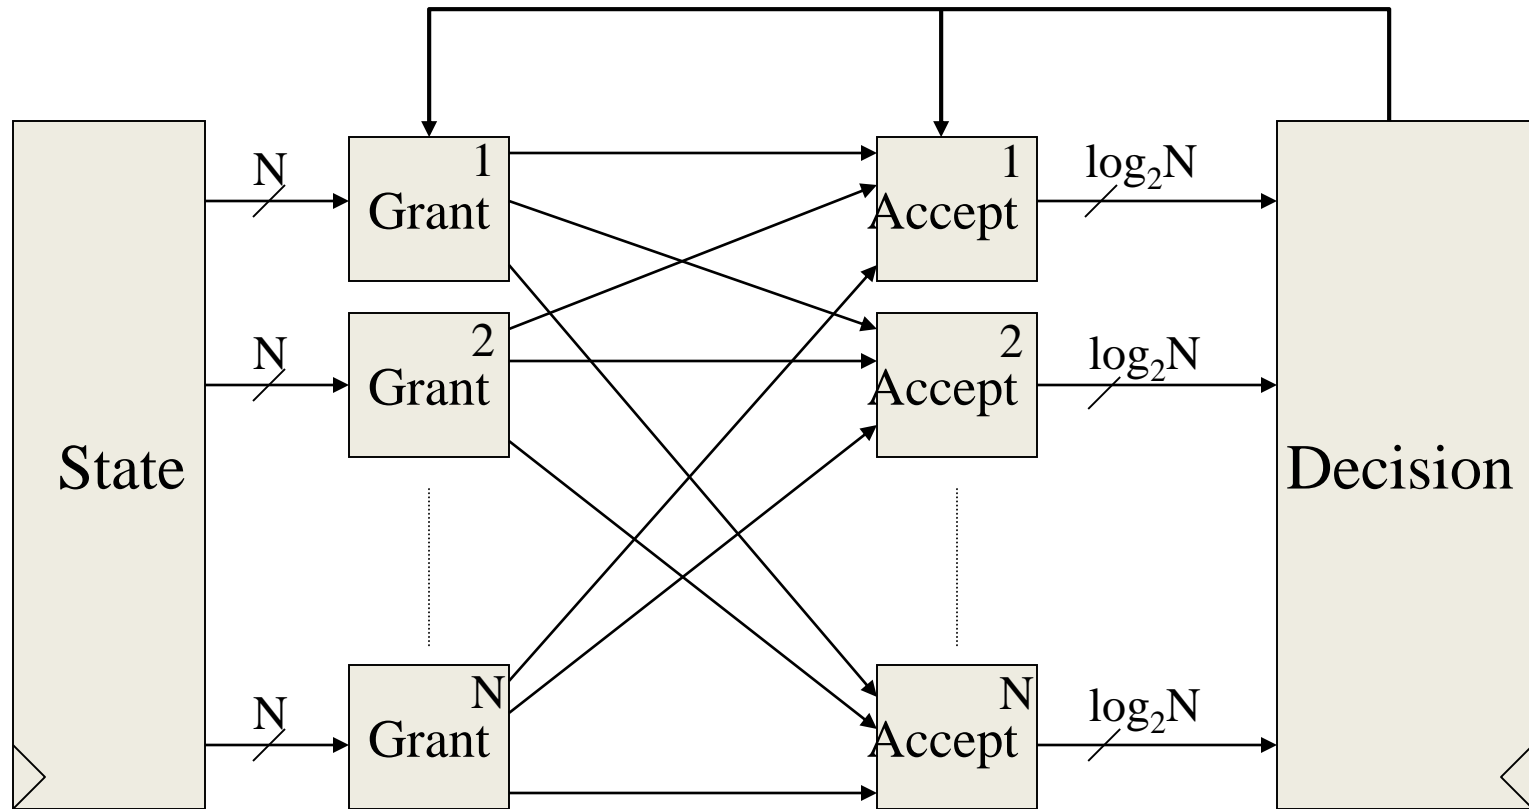 State
N
1
Grant
1
Accept
log₂N
N
2
Grant
2
Accept
log₂N
N
N
Grant
N
Accept
log₂N
Decision